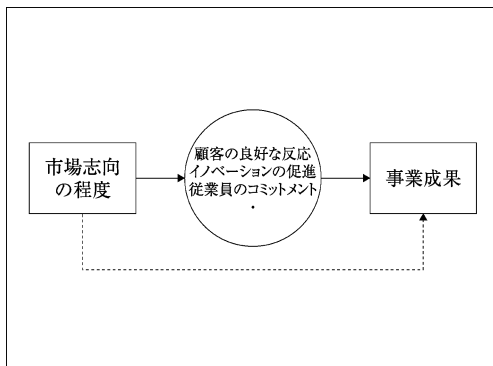 市場志向
の程度
顧客の良好な反応
イノベーションの促進
従業員のコミットメント
・
事業成果